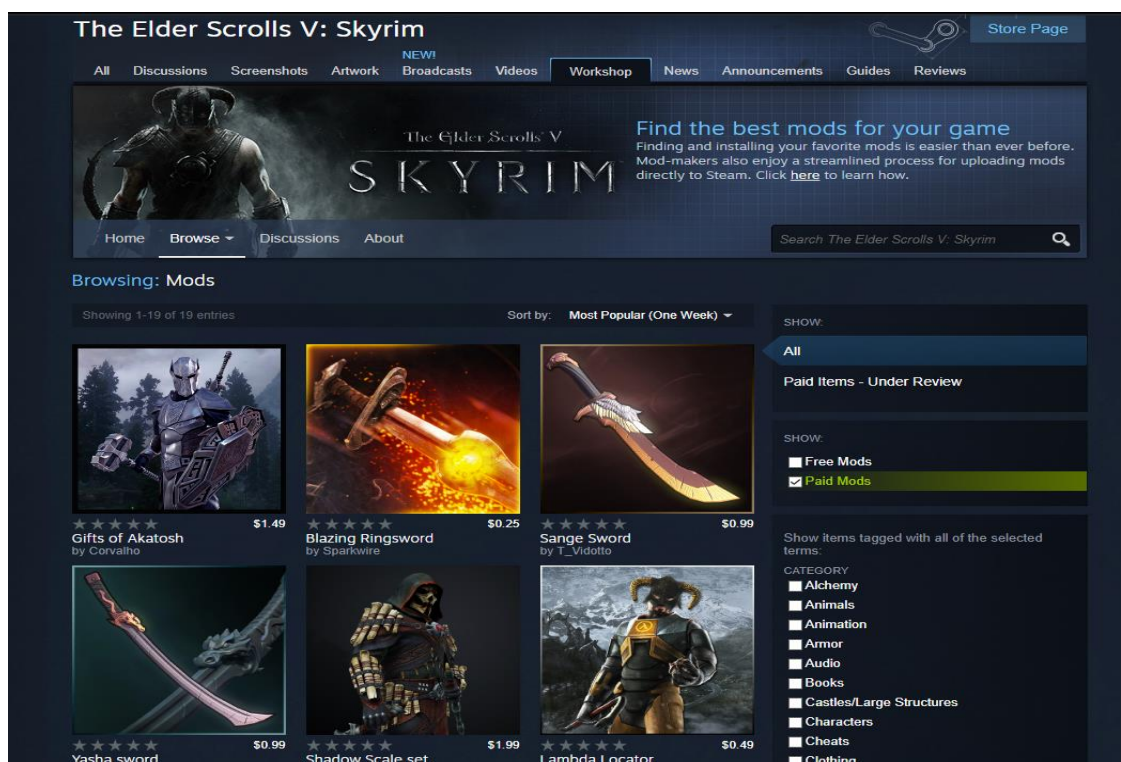 The Elder Scrolls V: Skyrim
Store Page
NEW!
All Discussions Screenshots Artwork Broadcasts Videos Workshop News Announcements Guides Reviews
The Elder Scrolls V
SKYRIM
Find the best mods for your game
Finding and installing your favorite mods is easier than ever before.
Mod-makers also enjoy a streamlined process for uploading mods
directly to Steam. Click here to learn how.
Home Browse Discussions About
Search The Elder Scrolls V: Skyrim
Browsing: Mods
Showing 1-19 of 19 entries
Sort by: Most Popular (One Week)
$1.49
Gifts of Akatosh
by Corvalho
$0.25
Blazing Ringsword
by Sparkwire
$0.99
Sange Sword
by T_Vidotto
$0.99
Yasha sword
$1.99
Shadow Scale set
$0.49
Lambda Locator
SHOW:
All
Paid Items - Under Review
SHOW:
Free Mods
Paid Mods
Show items tagged with all of the selected
terms:
CATEGORY
Alchemy
Animals
Animation
Armor
Audio
Books
Castles/Large Structures
Characters
Cheats
Clothing